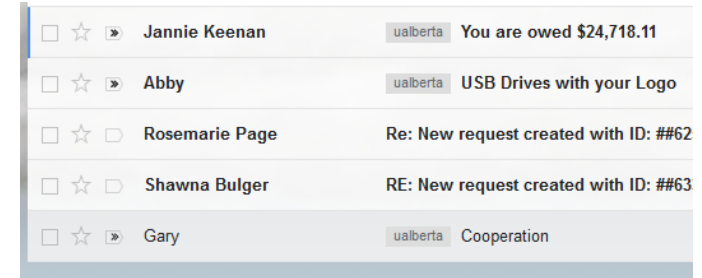 Jannie Keenan ualberta You are owed $24,718.11
Abby ualberta USB Drives with your Logo
Rosemarie Page Re: New request created with ID: ##62
Shawna Bulger RE: New request created with ID: ##63
Gary ualberta Cooperation